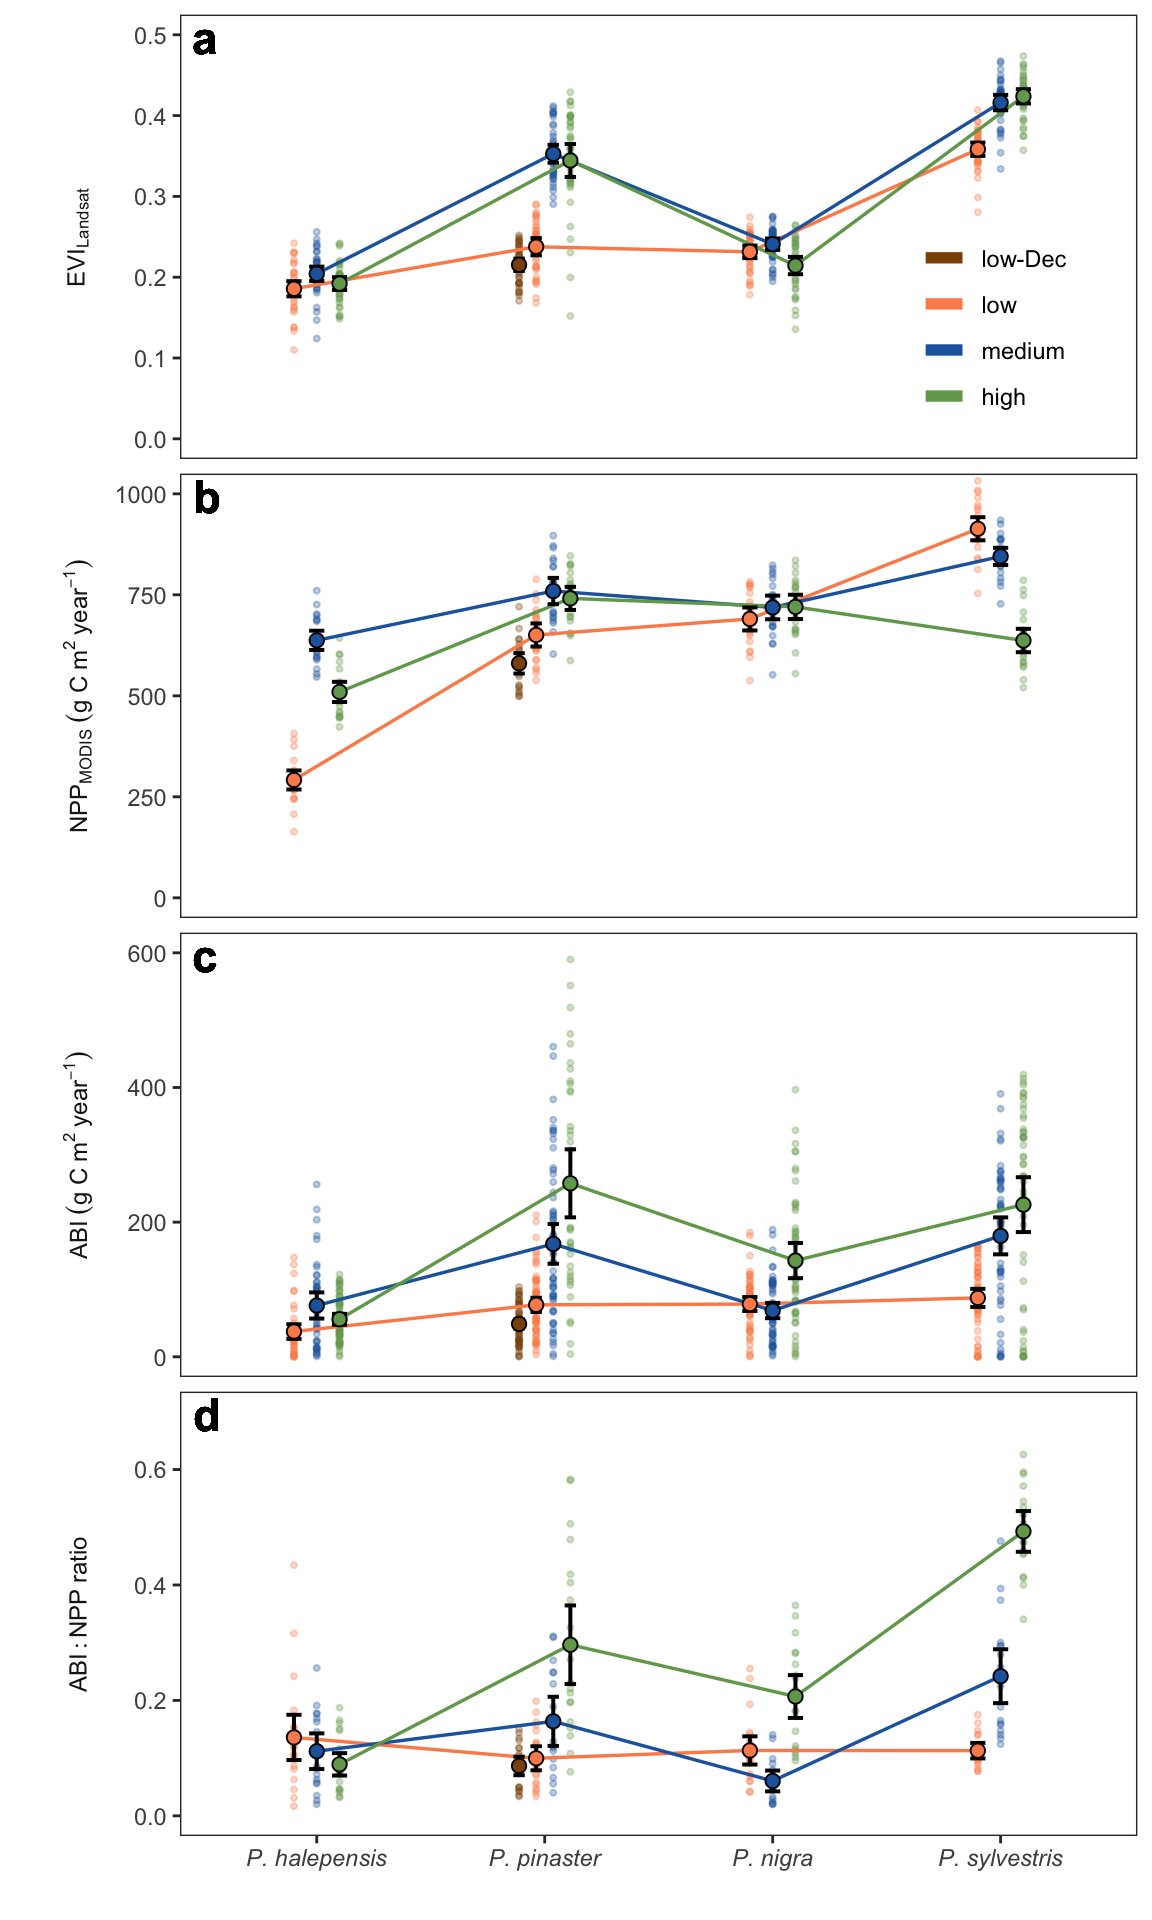 a
0.5
0.4
0.3
0.2
0.1
0.0
EVI_Landsat
low-Dec
low
medium
high
b
1000
750
500
250
0
NPP_MODIS (g C m² year⁻¹)
c
600
400
200
0
ABI (g C m² year⁻¹)
d
0.6
0.4
0.2
0.0
ABI : NPP ratio
P. halepensis
P. pinaster
P. nigra
P. sylvestris